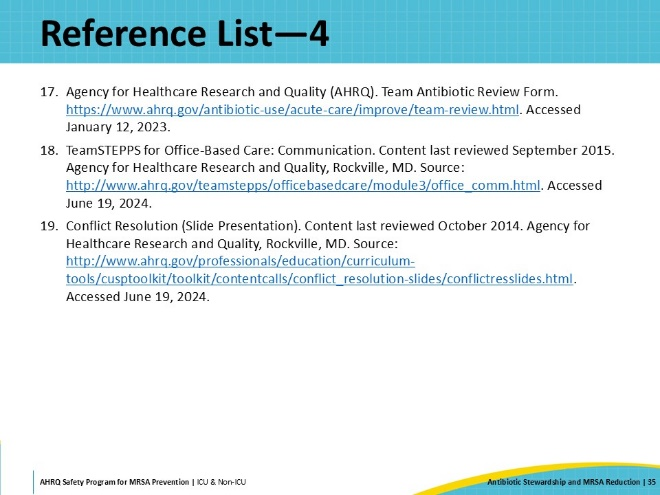 Reference List—4
17. Agency for Healthcare Research and Quality (AHRQ). Team Antibiotic Review Form.
https://www.ahrq.gov/antibiotic-use/acute-care/improve/team-review.html. Accessed
January 12, 2023.
18. TeamSTEPPS for Office-Based Care: Communication. Content last reviewed September 2015.
Agency for Healthcare Research and Quality, Rockville, MD. Source:
http://www.ahrq.gov/teamstepps/officebasedcare/module3/office_comm.html. Accessed
June 19, 2024.
19. Conflict Resolution (Slide Presentation). Content last reviewed October 2014. Agency for
Healthcare Research and Quality, Rockville, MD. Source:
http://www.ahrq.gov/professionals/education/curriculum-
tools/cusptoolkit/toolkit/contentcalls/conflict_resolution-slides/conflictresslides.html.
Accessed June 19, 2024.
AHRQ Safety Program for MRSA Prevention | ICU & Non-ICU
Antibiotic Stewardship and MRSA Reduction | 35